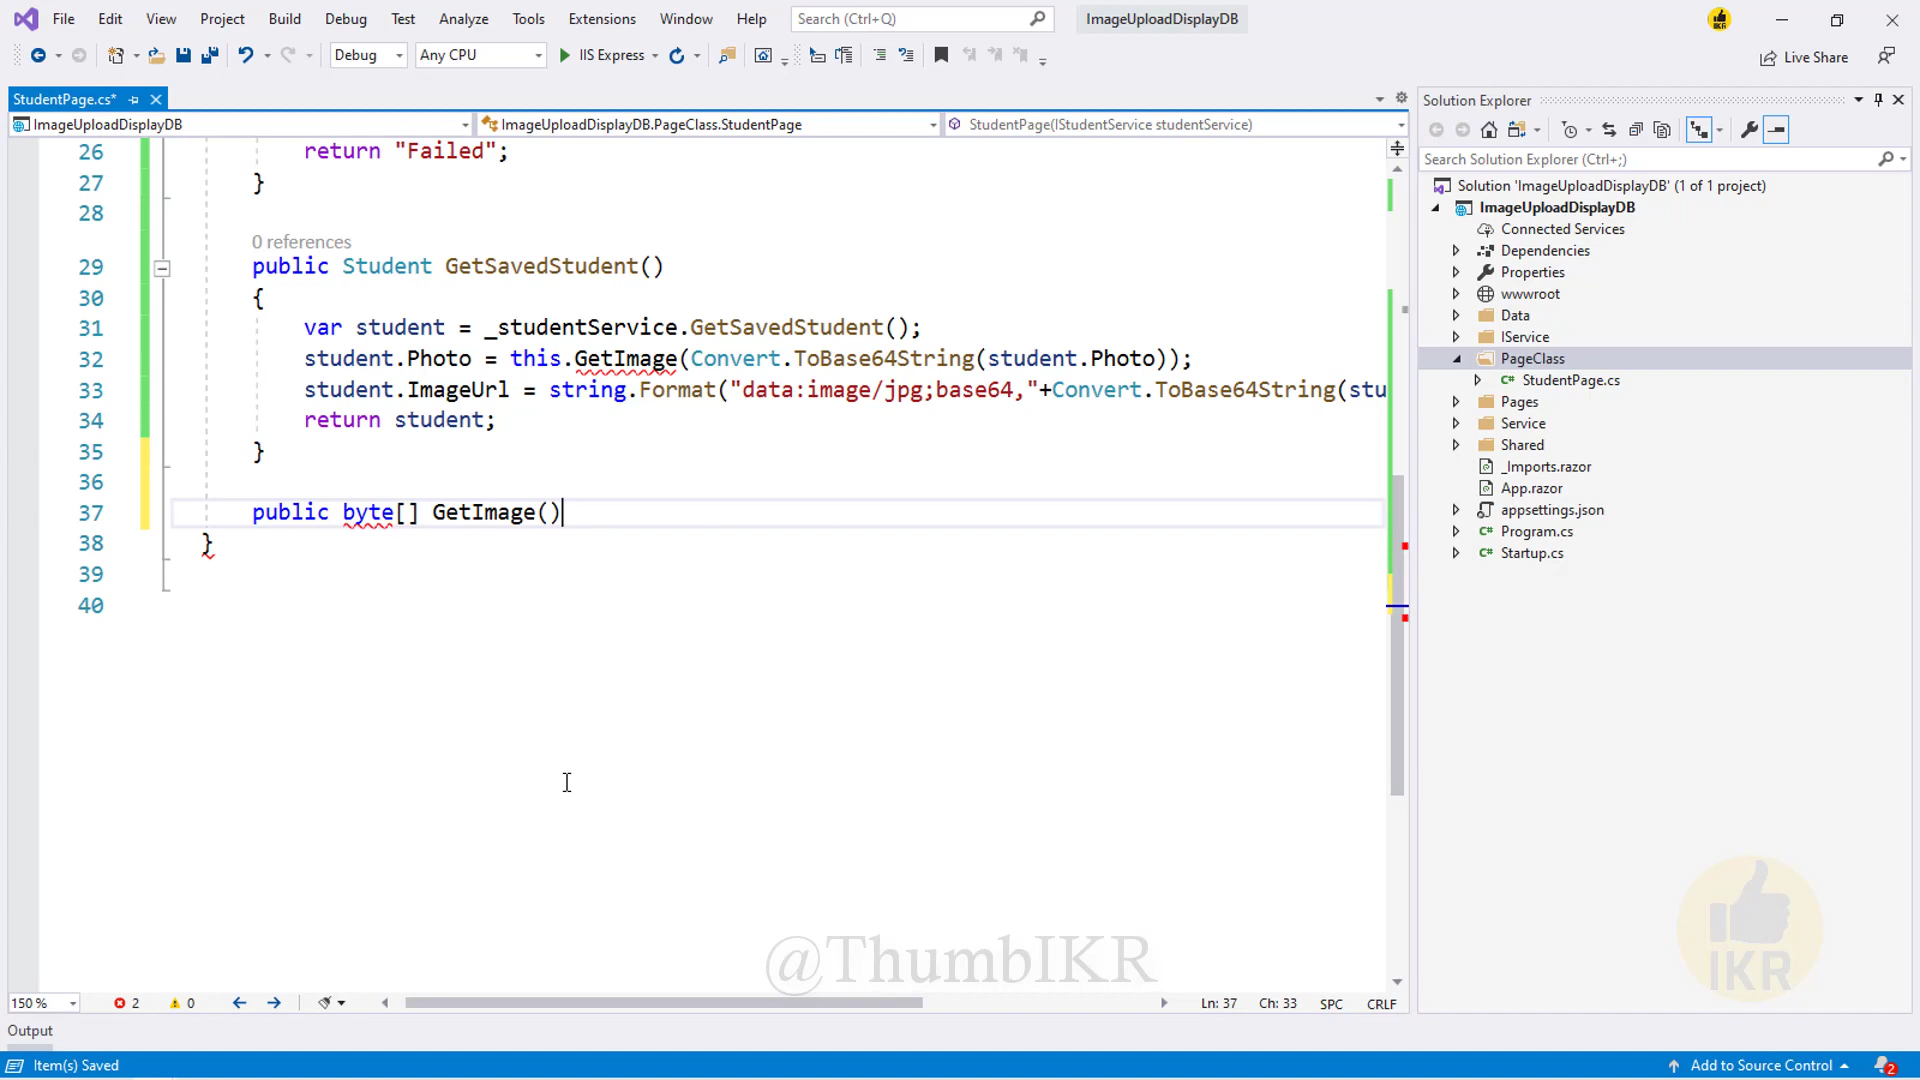 File Edit View Project Build Debug Test Analyze Tools Extensions Window Help Search (Ctrl+Q) ImageUploadDisplayDB
Debug Any CPU IIS Express Live Share
StudentPage.cs*
ImageUploadDisplayDB ImageUploadDisplayDB.PageClass.StudentPage StudentPage(IStudentService studentService)
26 return "Failed";
27 }
28
0 references
29 public Student GetSavedStudent()
30 {
31 var student = _studentService.GetSavedStudent();
32 student.Photo = this.GetImage(Convert.ToBase64String(student.Photo));
33 student.ImageUrl = string.Format("data:image/jpg;base64,"+Convert.ToBase64String(stu
34 return student;
35 }
36
37 public byte[] GetImage()
38 }
39
40
150 % 2 0 Ln: 37 Ch: 33 SPC CRLF
Output
Item(s) Saved Add to Source Control 2
Solution Explorer
Search Solution Explorer (Ctrl+;)
Solution 'ImageUploadDisplayDB' (1 of 1 project)
ImageUploadDisplayDB
Connected Services
Dependencies
Properties
wwwroot
Data
IService
PageClass
C# StudentPage.cs
Pages
Service
Shared
_Imports.razor
App.razor
appsettings.json
C# Program.cs
C# Startup.cs
@ThumbIKR
IKR